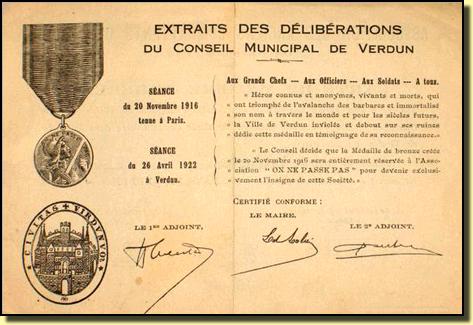 EXTRAITS DES DÉLIBÉRATIONS
DU CONSEIL MUNICIPAL DE VERDUN
SÉANCE
du 20 Novembre 1916
tenue à Paris.
SÉANCE
du 26 Avril 1922
à Verdun.
Aux Grands Chefs --- Aux Officiers --- Aux Soldats --- A tous.
" Héros connus et anonymes, vivants et morts, qui
" ont triomphé de l'avalanche des barbares et immortalisé
" son nom à travers le monde et pour les siècles futurs,
" la Ville de Verdun inviolée et debout sur ses ruines
" dédie cette médaille en témoignage de sa reconnaissance."
" Le Conseil décide que la Médaille de bronze créée
" le 20 Novembre 1916 sera entièrement réservée à l'Asso-
" ciation "ON NE PASSE PAS" pour devenir exclusi-
" vement l'insigne de cette Société."
CERTIFIÉ CONFORME :
LE 1ER ADJOINT,
LE MAIRE,
LE 2E ADJOINT,
CIVITAS + VIRDVNVM